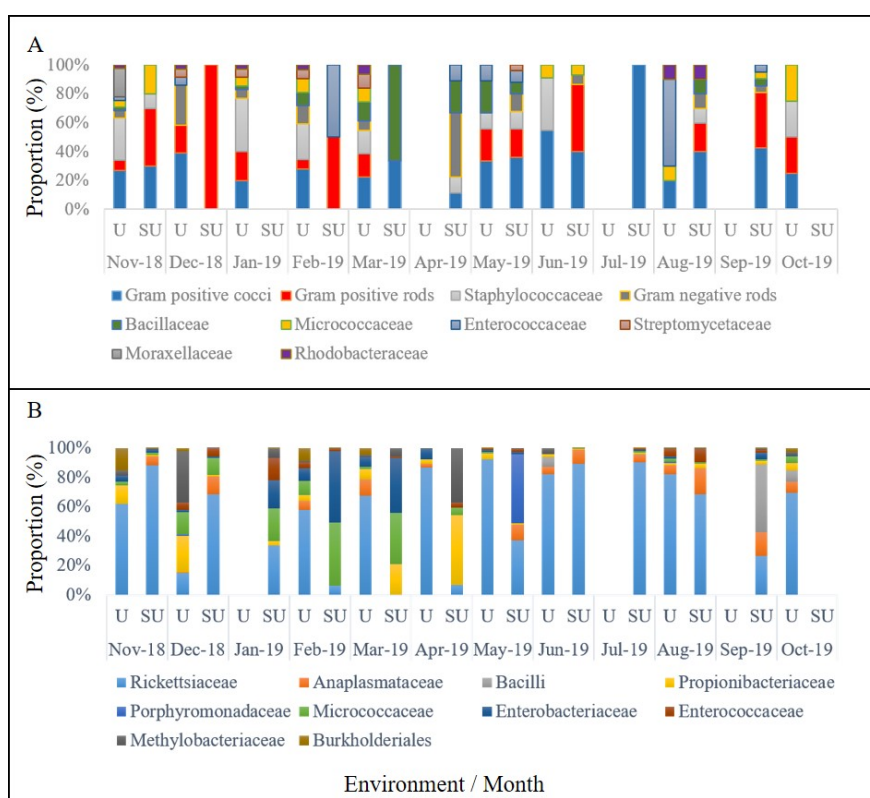 A
100%
80%
60%
40%
20%
0%
Proportion (%)
U SU U SU U SU U SU U SU U SU U SU U SU U SU U SU U SU U SU
Nov-18 Dec-18 Jan-19 Feb-19 Mar-19 Apr-19 May-19 Jun-19 Jul-19 Aug-19 Sep-19 Oct-19
Gram positive cocci Gram positive rods Staphylococcaceae Gram negative rods
Bacillaceae Micrococcaceae Enterococcaceae Streptomycetaceae
Moraxellaceae Rhodobacteraceae
B
100%
80%
60%
40%
20%
0%
Proportion (%)
U SU U SU U SU U SU U SU U SU U SU U SU U SU U SU U SU U SU
Nov-18 Dec-18 Jan-19 Feb-19 Mar-19 Apr-19 May-19 Jun-19 Jul-19 Aug-19 Sep-19 Oct-19
Rickettsiaceae Anaplasmataceae Bacilli Propionibacteriaceae
Porphyromonadaceae Micrococcaceae Enterobacteriaceae Enterococcaceae
Methylobacteriaceae Burkholderiales
Environment / Month